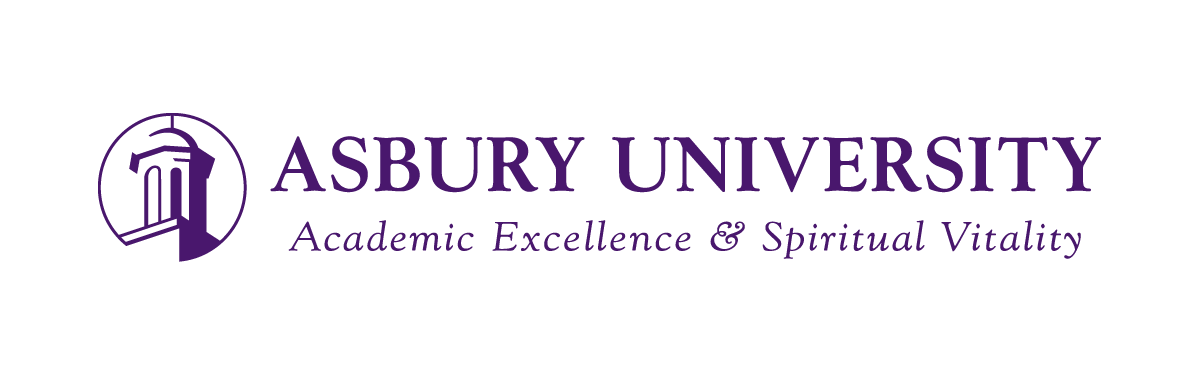 ASBURY UNIVERSITY
Academic Excellence & Spiritual Vitality